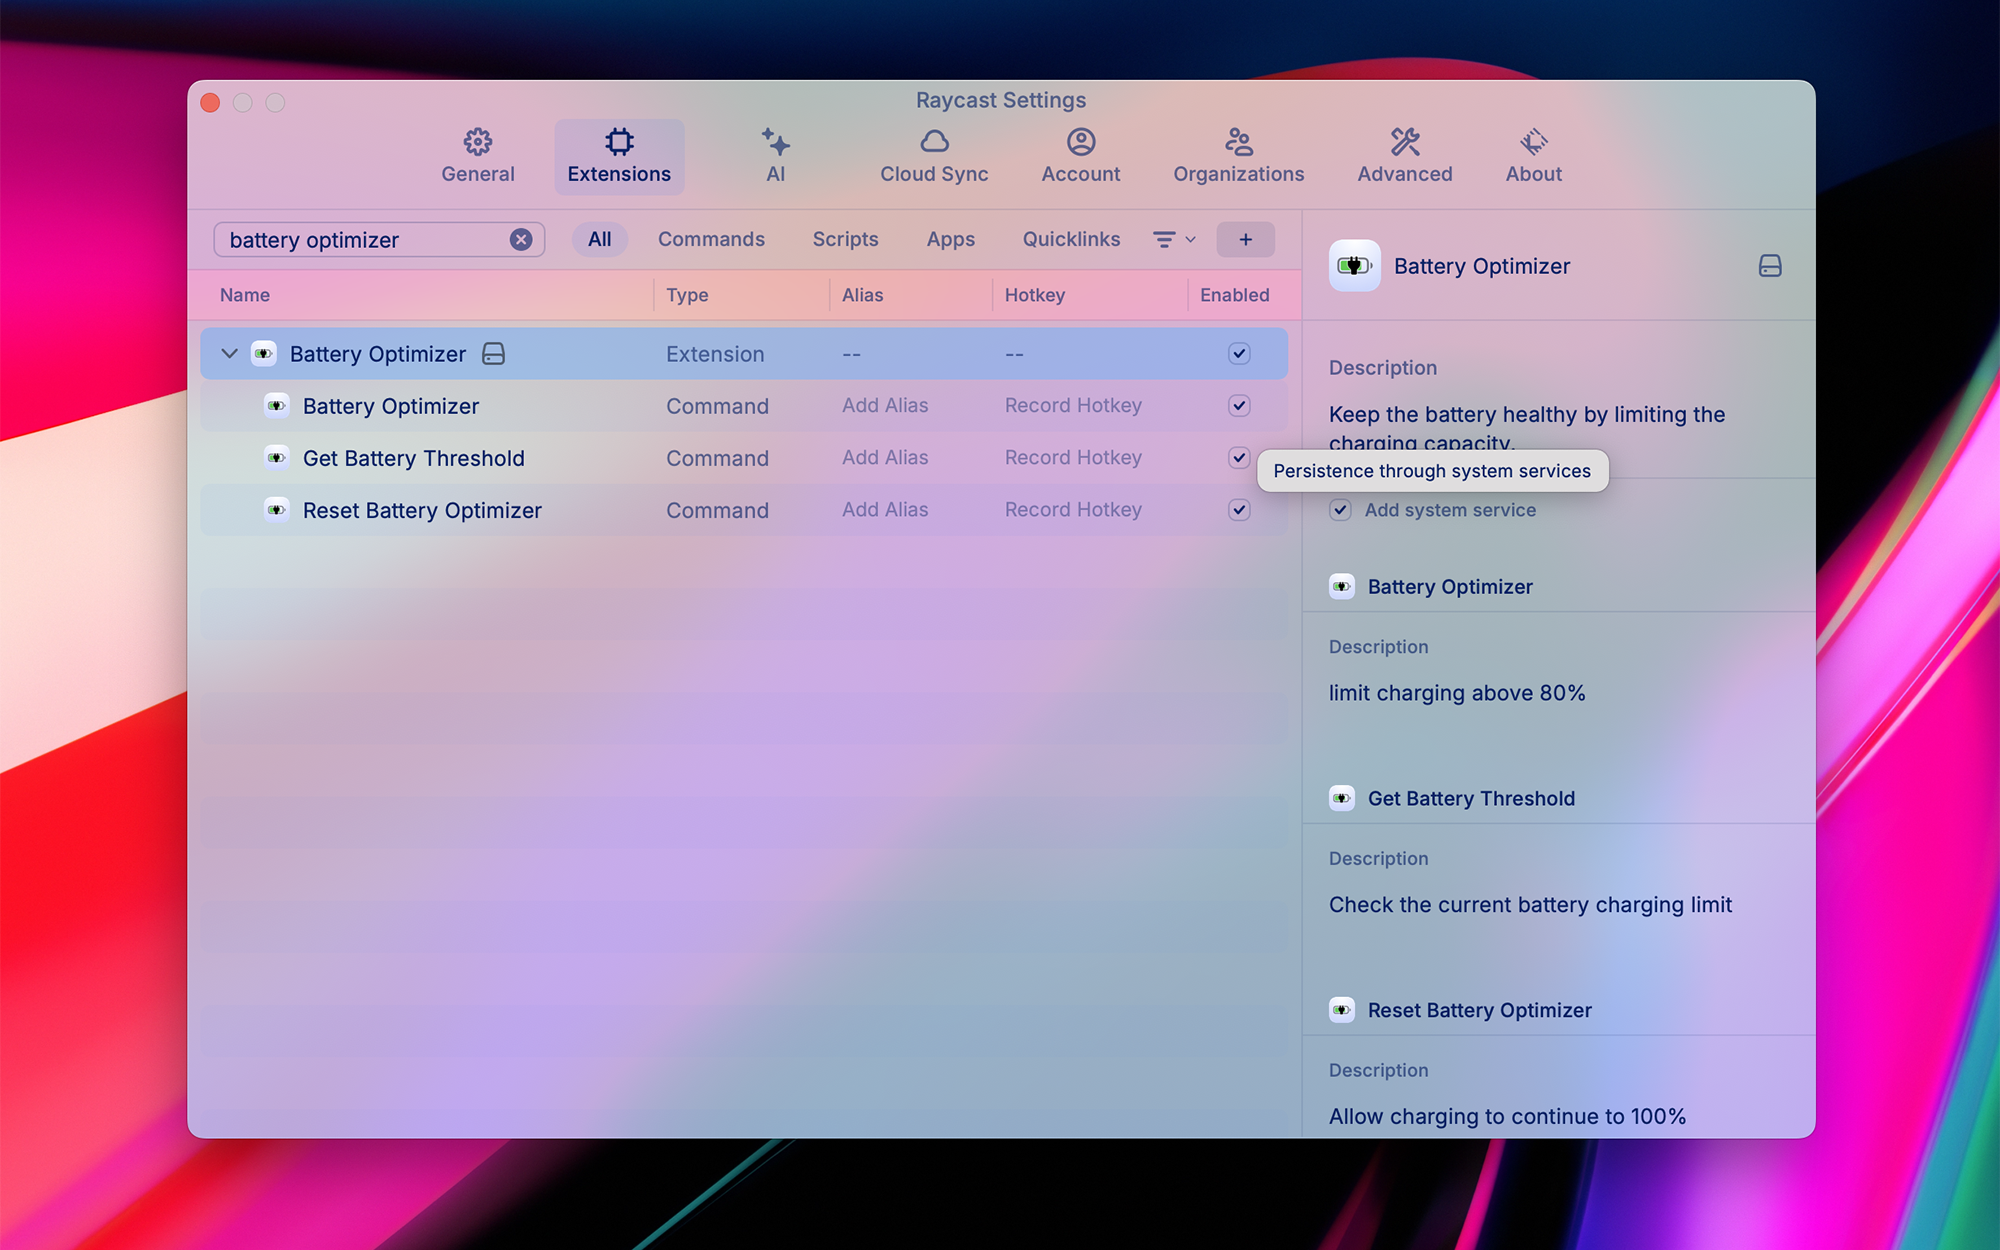 Raycast Settings
General
Extensions
AI
Cloud Sync
Account
Organizations
Advanced
About
battery optimizer
All
Commands
Scripts
Apps
Quicklinks
+
Name Type Alias Hotkey Enabled
Battery Optimizer Extension -- --
Battery Optimizer Command Add Alias Record Hotkey
Get Battery Threshold Command Add Alias Record Hotkey
Reset Battery Optimizer Command Add Alias Record Hotkey
Battery Optimizer
Description
Keep the battery healthy by limiting the
charging capacity.
Persistence through system services
Add system service
Battery Optimizer
Description
limit charging above 80%
Get Battery Threshold
Description
Check the current battery charging limit
Reset Battery Optimizer
Description
Allow charging to continue to 100%